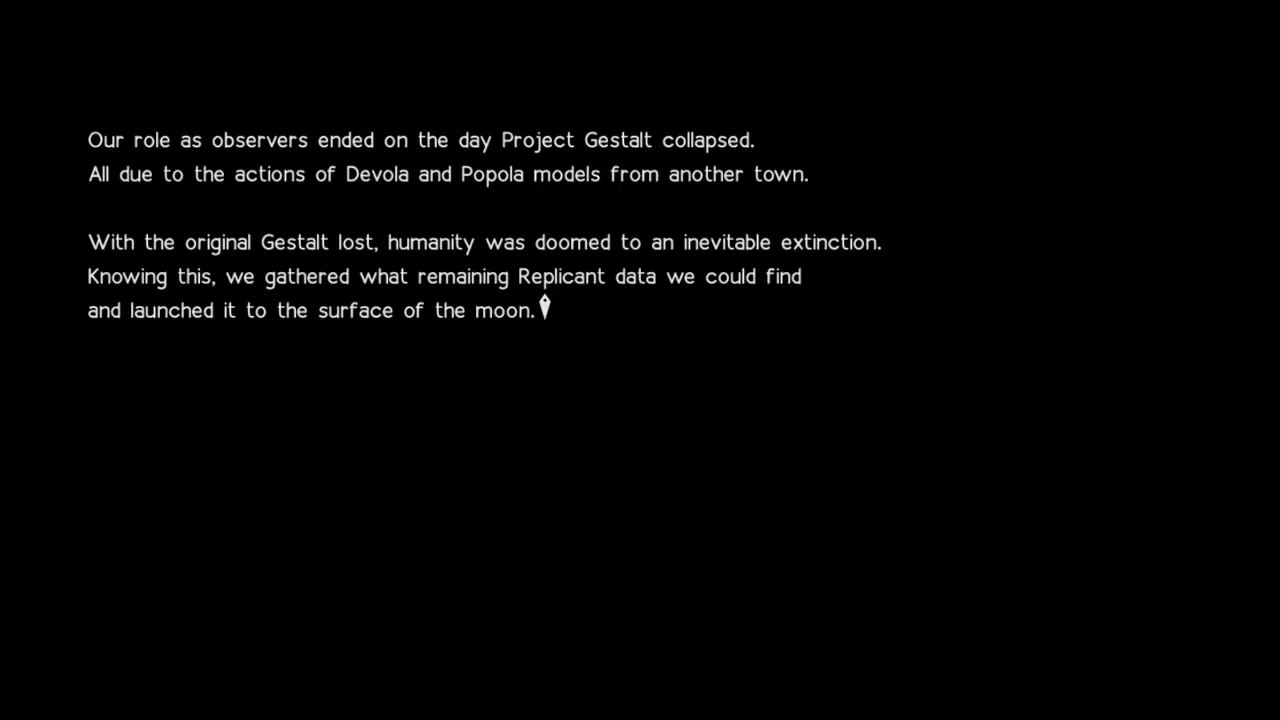 Our role as observers ended on the day Project Gestalt collapsed.
All due to the actions of Devola and Popola models from another town.
With the original Gestalt lost, humanity was doomed to an inevitable extinction.
Knowing this, we gathered what remaining Replicant data we could find
and launched it to the surface of the moon.